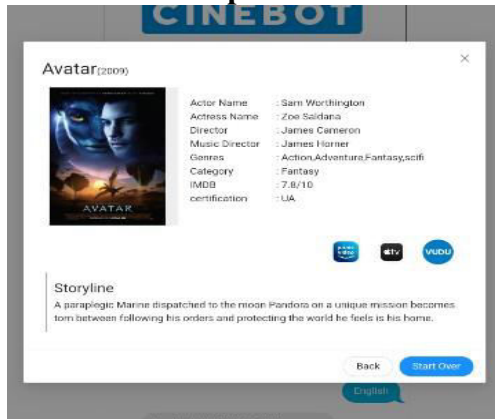 CINEBOT
Avatar(2009)
Actor Name : Sam Worthington
Actress Name : Zoe Saldana
Director : James Cameron
Music Director : James Horner
Genres : Action,Adventure,Fantasy,scifi
Category : Fantasy
IMDB : 7.8/10
certification : UA
AVATAR
prime video
tv
VUDU
Storyline
A paraplegic Marine dispatched to the moon Pandora on a unique mission becomes
torn between following his orders and protecting the world he feels is his home.
Back
Start Over
English